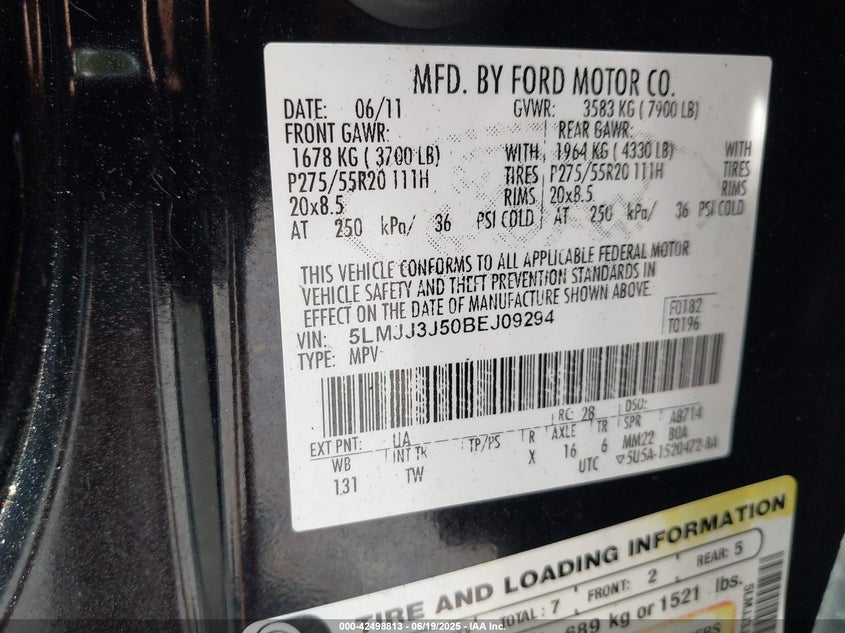 MFD. BY FORD MOTOR CO.
DATE: 06/11 GVWR: 3583 KG ( 7900 LB)
FRONT GAWR: REAR GAWR:
1678 KG ( 3700 LB) WITH 1964 KG ( 4330 LB) WITH
P275/55R20 111H TIRES P275/55R20 111H TIRES
20x8.5 RIMS 20x8.5 RIMS
AT 250 kPa/ 36 PSI COLD AT 250 kPa/ 36 PSI COLD
THIS VEHICLE CONFORMS TO ALL APPLICABLE FEDERAL MOTOR
VEHICLE SAFETY AND THEFT PREVENTION STANDARDS IN
EFFECT ON THE DATE OF MANUFACTURE SHOWN ABOVE.
VIN: 5LMJJ3J50BEJ09294 F0182
TYPE: MPV T0196
RC: 28 DSO:
EXT PNT: UA AXLE TR SPR AB714
WB INT TR TP/PS R 16 6 MM22 BOA
131 TW X UTC ▽5U5A-1520472-BA
TIRE AND LOADING INFORMATION
TOTAL : 7 FRONT: 2 REAR: 5
689 kg or 1521 lbs.
000-42498813 - 06/19/2025 - IAA Inc.